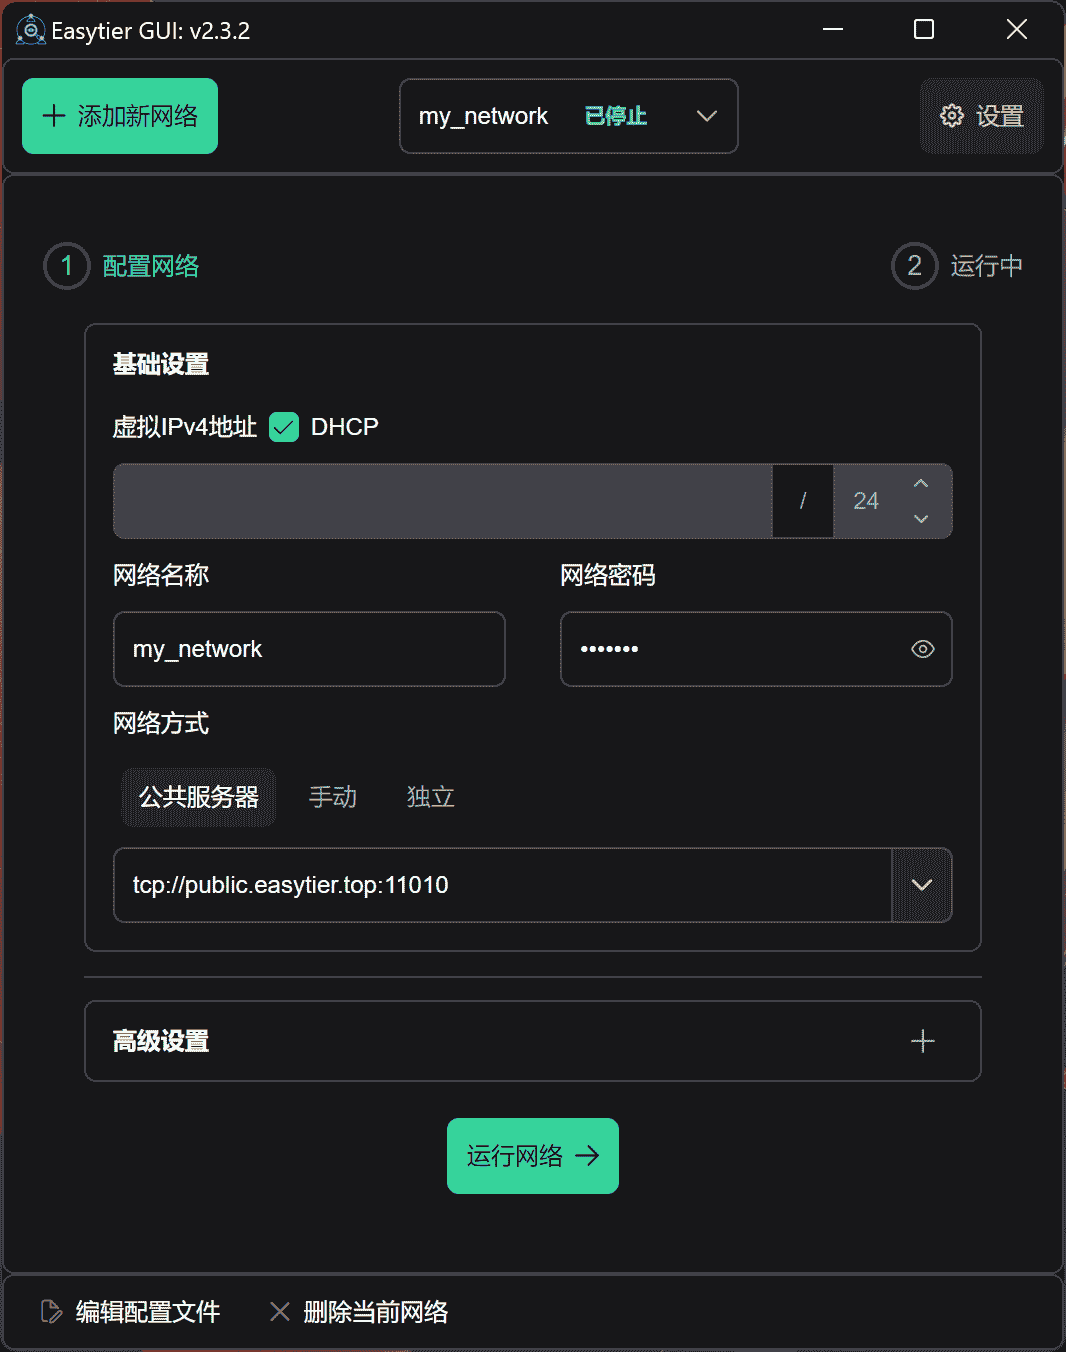 Easytier GUI: v2.3.2
添加新网络
my_network 已停止
设置
1 配置网络
2 运行中
基础设置
虚拟IPv4地址 DHCP
/ 24
网络名称 网络密码
my_network •••••••
网络方式
公共服务器 手动 独立
tcp://public.easytier.top:11010
高级设置
运行网络
编辑配置文件 删除当前网络